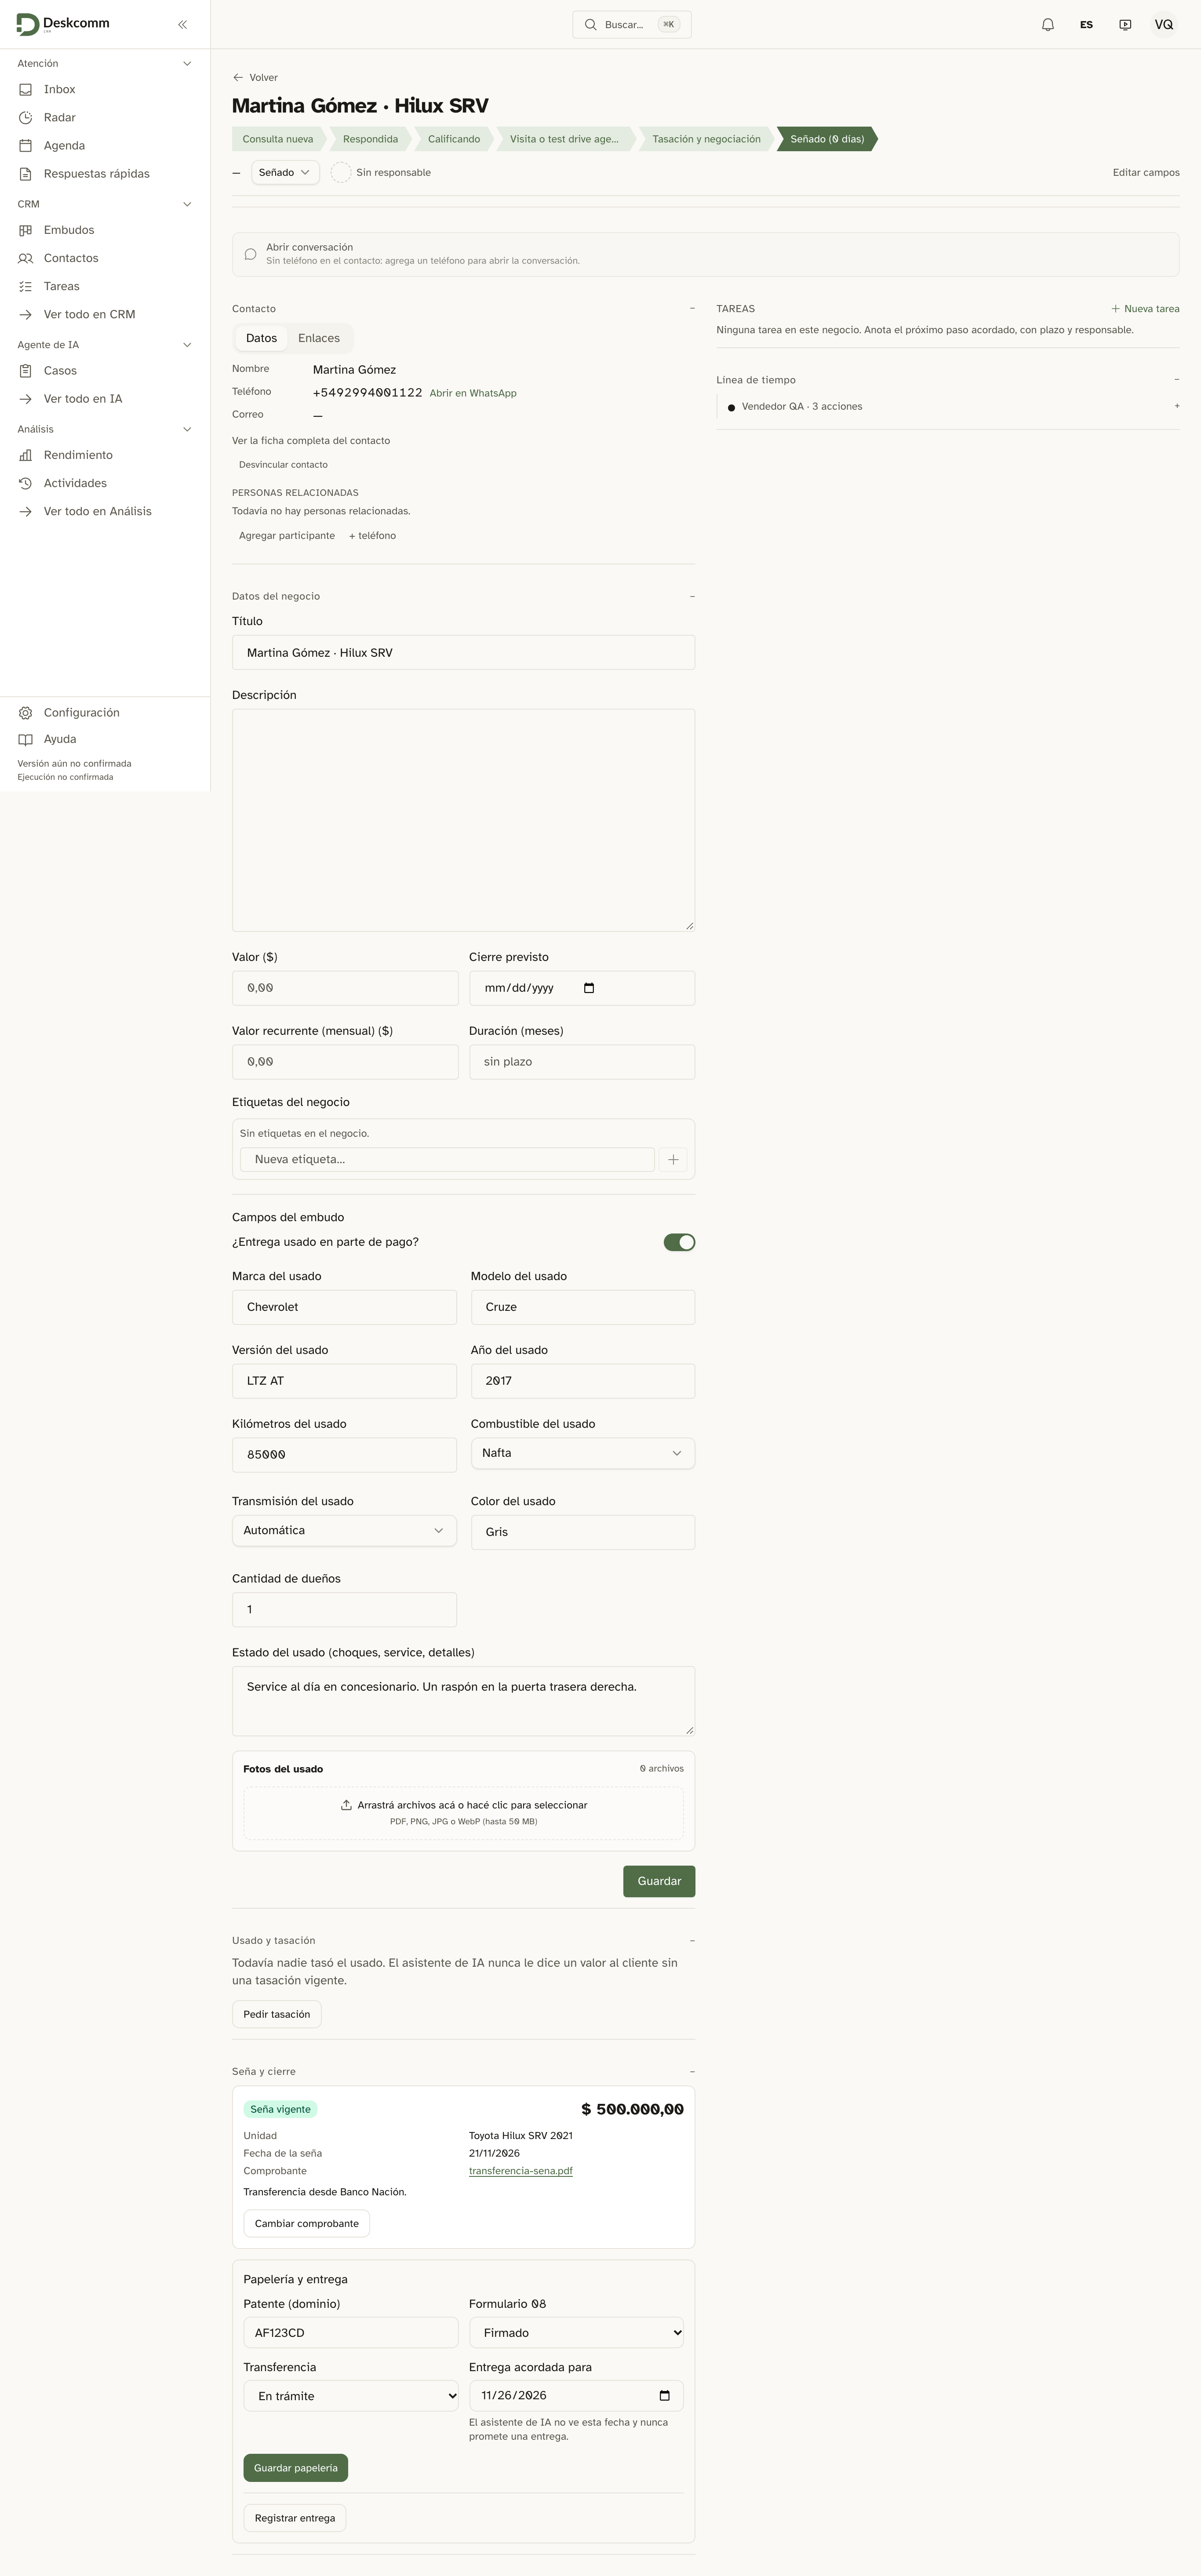 Deskcomm
Buscar...
⌘K
ES
VQ
Atención
Inbox
Radar
Agenda
Respuestas rápidas
CRM
Embudos
Contactos
Tareas
Ver todo en CRM
Agente de IA
Casos
Ver todo en IA
Análisis
Rendimiento
Actividades
Ver todo en Análisis
Configuración
Ayuda
Versión aún no confirmada
Ejecución no confirmada
← Volver
Martina Gómez · Hilux SRV
Consulta nueva
Respondida
Calificando
Visita o test drive age...
Tasación y negociación
Señado (0 días)
—
Señado
Sin responsable
Editar campos
Abrir conversación
Sin teléfono en el contacto: agrega un teléfono para abrir la conversación.
Contacto
–
Datos
Enlaces
Nombre
Martina Gómez
Teléfono
+5492994001122 Abrir en WhatsApp
Correo
—
Ver la ficha completa del contacto
Desvincular contacto
PERSONAS RELACIONADAS
Todavía no hay personas relacionadas.
Agregar participante
+ teléfono
TAREAS
+ Nueva tarea
Ninguna tarea en este negocio. Anota el próximo paso acordado, con plazo y responsable.
Línea de tiempo
–
Vendedor QA · 3 acciones
+
Datos del negocio
–
Título
Martina Gómez · Hilux SRV
Descripción
Valor ($)
Cierre previsto
0,00
mm/dd/yyyy
Valor recurrente (mensual) ($)
Duración (meses)
0,00
sin plazo
Etiquetas del negocio
Sin etiquetas en el negocio.
Nueva etiqueta...
+
Campos del embudo
¿Entrega usado en parte de pago?
Marca del usado
Modelo del usado
Chevrolet
Cruze
Versión del usado
Año del usado
LTZ AT
2017
Kilómetros del usado
Combustible del usado
85000
Nafta
Transmisión del usado
Color del usado
Automática
Gris
Cantidad de dueños
1
Estado del usado (choques, service, detalles)
Service al día en concesionario. Un raspón en la puerta trasera derecha.
Fotos del usado
0 archivos
Arrastrá archivos acá o hacé clic para seleccionar
PDF, PNG, JPG o WebP (hasta 50 MB)
Guardar
Usado y tasación
–
Todavía nadie tasó el usado. El asistente de IA nunca le dice un valor al cliente sin
una tasación vigente.
Pedir tasación
Seña y cierre
–
Seña vigente
$ 500.000,00
Unidad
Toyota Hilux SRV 2021
Fecha de la seña
21/11/2026
Comprobante
transferencia-sena.pdf
Transferencia desde Banco Nación.
Cambiar comprobante
Papelería y entrega
Patente (dominio)
Formulario 08
AF123CD
Firmado
Transferencia
Entrega acordada para
En trámite
11/26/2026
El asistente de IA no ve esta fecha y nunca
promete una entrega.
Guardar papelería
Registrar entrega